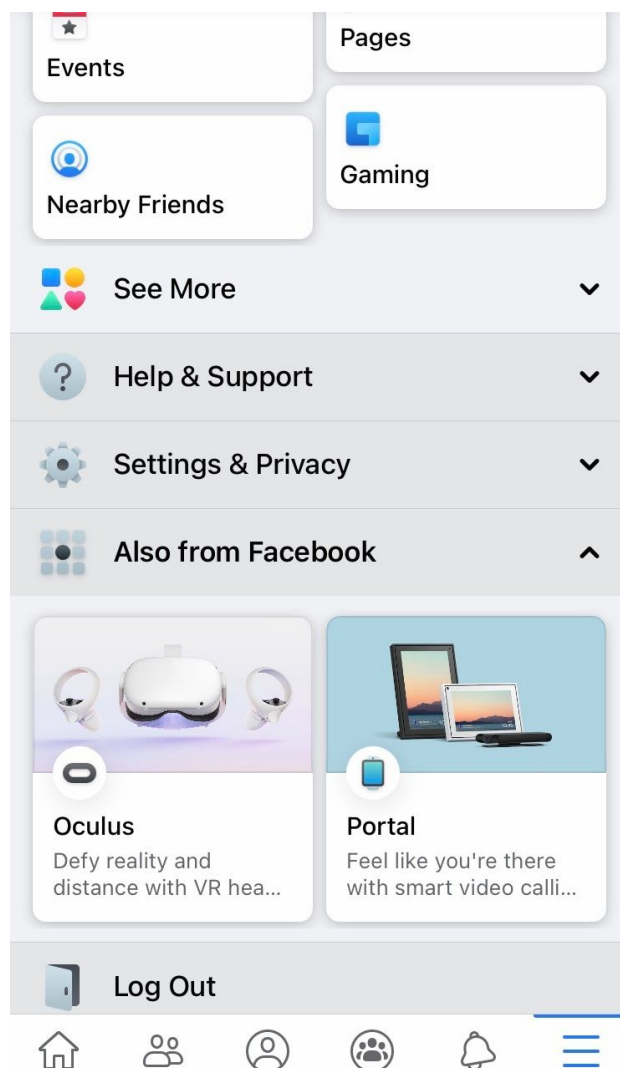 Events
Pages
Nearby Friends
Gaming
See More
Help & Support
Settings & Privacy
Also from Facebook
Oculus
Defy reality and
distance with VR hea...
Portal
Feel like you're there
with smart video calli...
Log Out